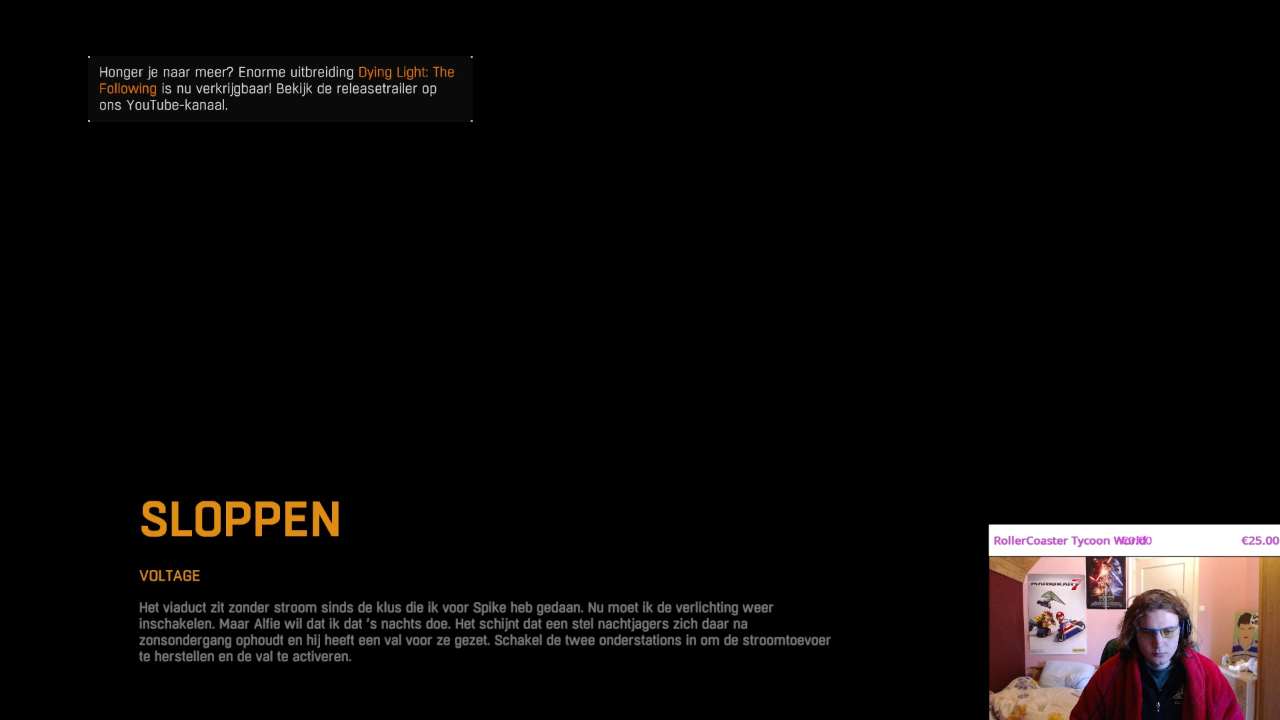 Honger je naar meer? Enorme uitbreiding Dying Light: The
Following is nu verkrijgbaar! Bekijk de releasetrailer op
ons YouTube-kanaal.
SLOPPEN
VOLTAGE
Het viaduct zit zonder stroom sinds de klus die ik voor Spike heb gedaan. Nu moet ik de verlichting weer
inschakelen. Maar Alfie wil dat ik dat 's nachts doe. Het schijnt dat een stel nachtjagers zich daar na
zonsondergang ophoudt en hij heeft een val voor ze gezet. Schakel de twee onderstations in om de stroomtoevoer
te herstellen en de val te activeren.
RollerCoaster Tycoon World €25.00
MARIOKART 7